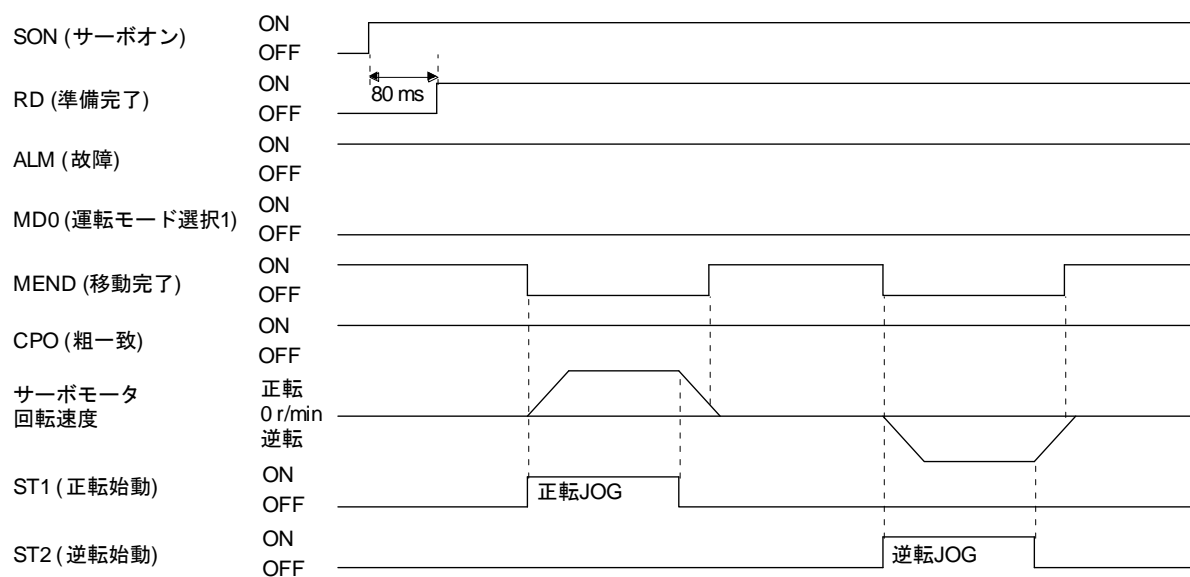 SON (サーボオン)
ON
OFF
RD (準備完了)
ON
OFF
80 ms
ALM (故障)
ON
OFF
MD0 (運転モード選択1)
ON
OFF
MEND (移動完了)
ON
OFF
CPO (粗一致)
ON
OFF
サーボモータ
回転速度
正転
0 r/min
逆転
ST1 (正転始動)
ON
OFF
正転JOG
ST2 (逆転始動)
ON
OFF
逆転JOG